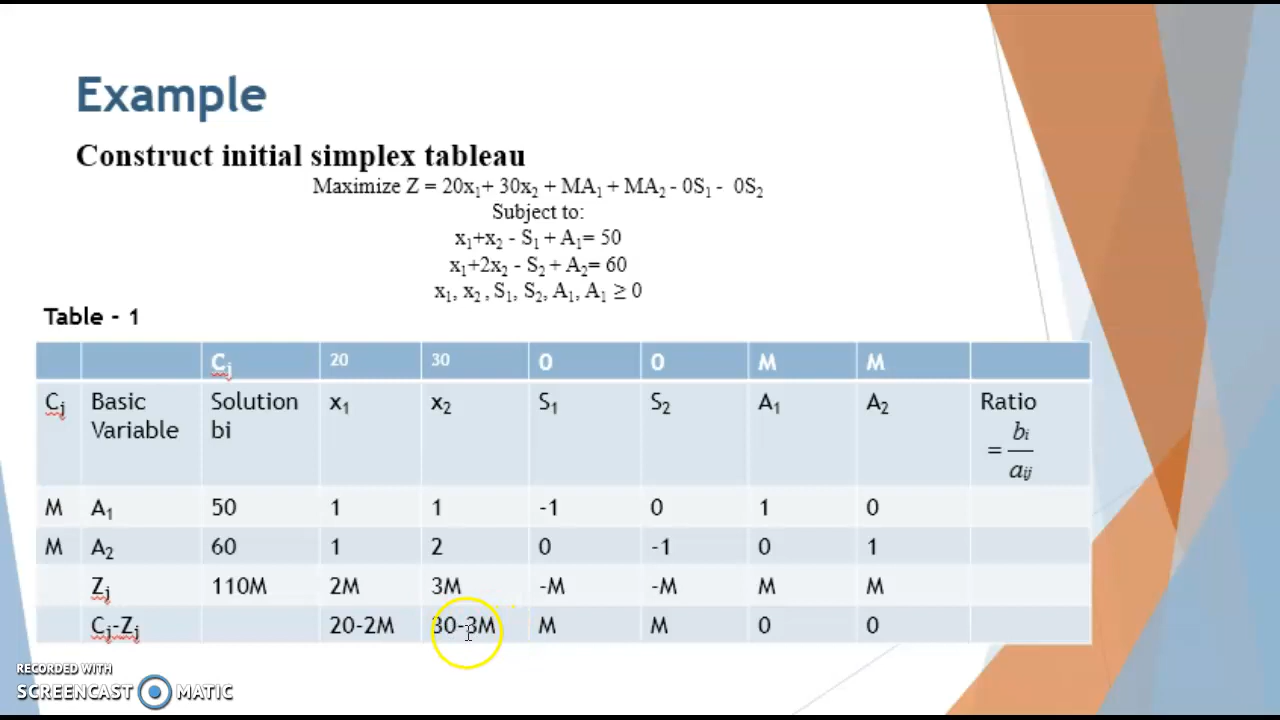 Example
Construct initial simplex tableau
Maximize Z = 20x₁+ 30x₂ + MA₁ + MA₂ - 0S₁ - 0S₂
Subject to:
x₁+x₂ - S₁ + A₁= 50
x₁+2x₂ - S₂ + A₂= 60
x₁, x₂ , S₁, S₂, A₁, A₁ ≥ 0
Table - 1
Cⱼ 20 30 0 0 M M
Cⱼ Basic Variable Solution bi x₁ x₂ S₁ S₂ A₁ A₂ Ratio = bᵢ / aᵢⱼ
M A₁ 50 1 1 -1 0 1 0
M A₂ 60 1 2 0 -1 0 1
Zⱼ 110M 2M 3M -M -M M M
Cⱼ-Zⱼ 20-2M 30-3M M M 0 0
RECORDED WITH
SCREENCAST MATIC